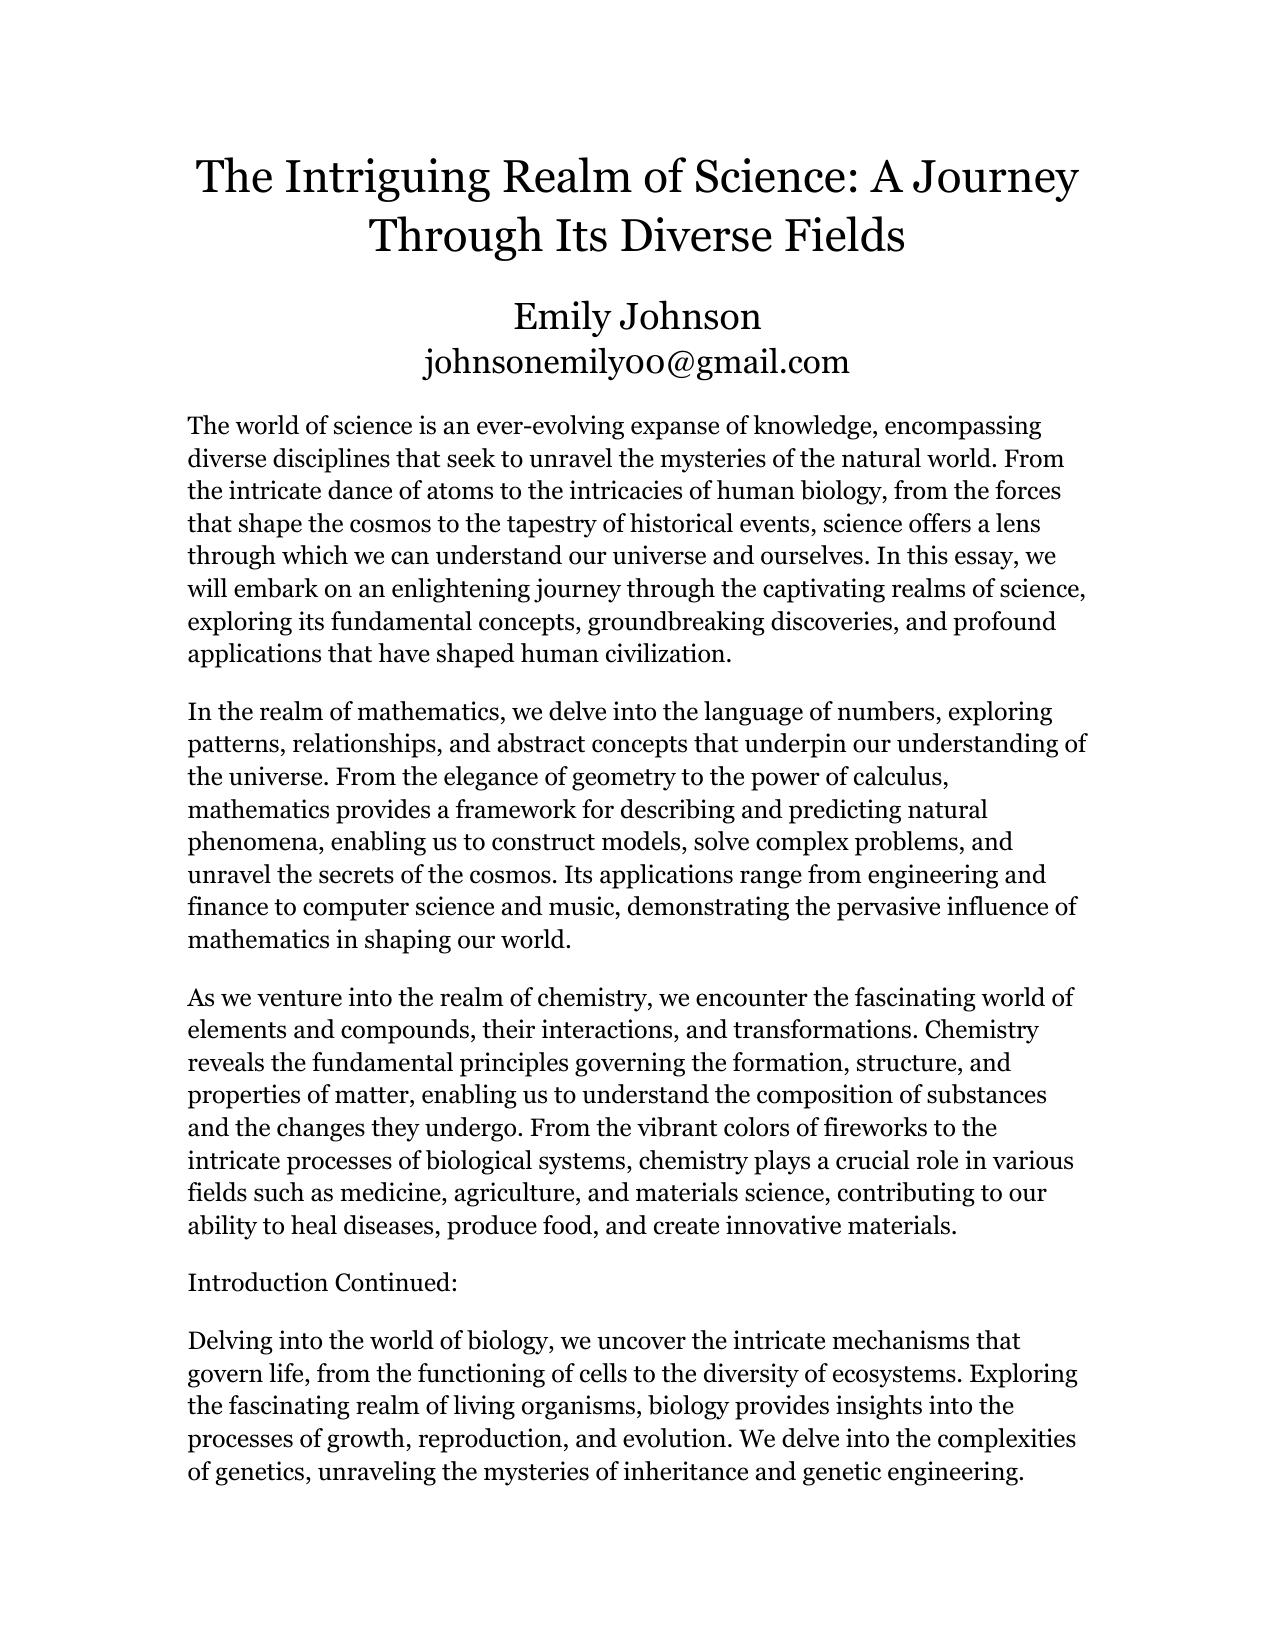 The Intriguing Realm of Science: A Journey
Through Its Diverse Fields
Emily Johnson
johnsonemily00@gmail.com
The world of science is an ever-evolving expanse of knowledge, encompassing
diverse disciplines that seek to unravel the mysteries of the natural world. From
the intricate dance of atoms to the intricacies of human biology, from the forces
that shape the cosmos to the tapestry of historical events, science offers a lens
through which we can understand our universe and ourselves. In this essay, we
will embark on an enlightening journey through the captivating realms of science,
exploring its fundamental concepts, groundbreaking discoveries, and profound
applications that have shaped human civilization.
In the realm of mathematics, we delve into the language of numbers, exploring
patterns, relationships, and abstract concepts that underpin our understanding of
the universe. From the elegance of geometry to the power of calculus,
mathematics provides a framework for describing and predicting natural
phenomena, enabling us to construct models, solve complex problems, and
unravel the secrets of the cosmos. Its applications range from engineering and
finance to computer science and music, demonstrating the pervasive influence of
mathematics in shaping our world.
As we venture into the realm of chemistry, we encounter the fascinating world of
elements and compounds, their interactions, and transformations. Chemistry
reveals the fundamental principles governing the formation, structure, and
properties of matter, enabling us to understand the composition of substances
and the changes they undergo. From the vibrant colors of fireworks to the
intricate processes of biological systems, chemistry plays a crucial role in various
fields such as medicine, agriculture, and materials science, contributing to our
ability to heal diseases, produce food, and create innovative materials.
Introduction Continued:
Delving into the world of biology, we uncover the intricate mechanisms that
govern life, from the functioning of cells to the diversity of ecosystems. Exploring
the fascinating realm of living organisms, biology provides insights into the
processes of growth, reproduction, and evolution. We delve into the complexities
of genetics, unraveling the mysteries of inheritance and genetic engineering.